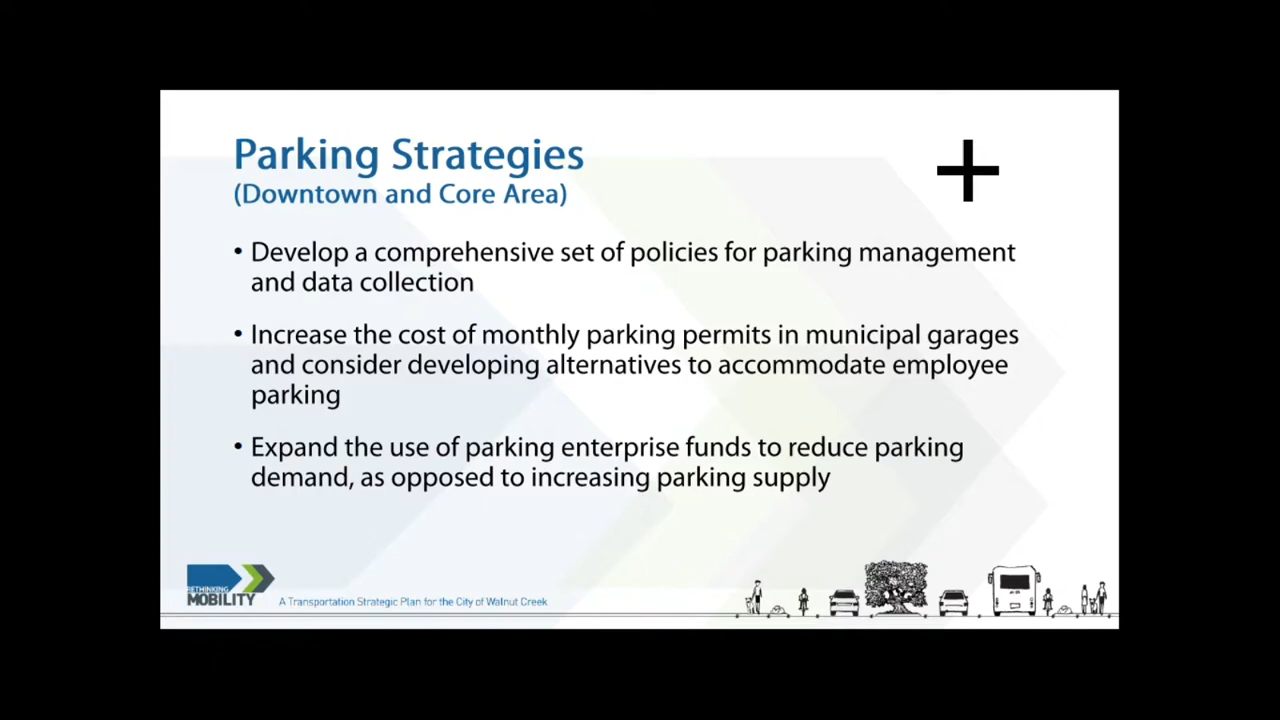 Parking Strategies
(Downtown and Core Area)
• Develop a comprehensive set of policies for parking management
and data collection
• Increase the cost of monthly parking permits in municipal garages
and consider developing alternatives to accommodate employee
parking
• Expand the use of parking enterprise funds to reduce parking
demand, as opposed to increasing parking supply
RETHINKING
MOBILITY
A Transportation Strategic Plan for the City of Walnut Creek